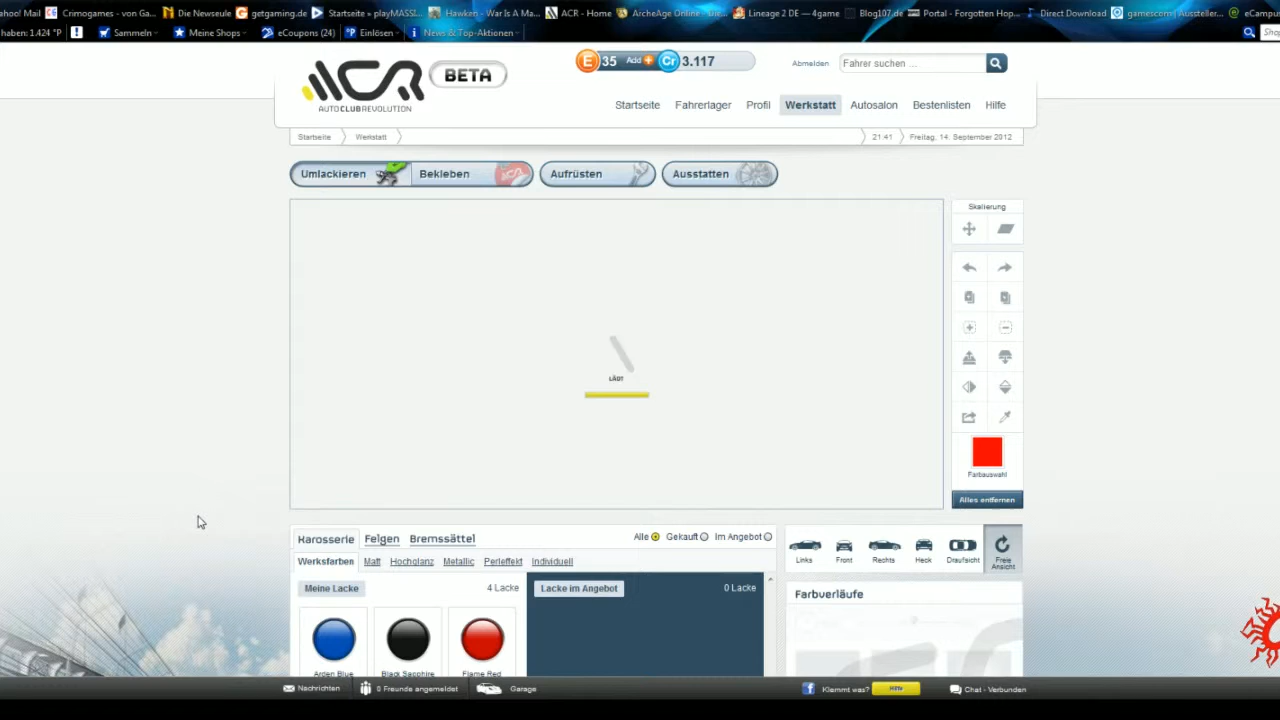 ahoo! Mail Crimogames - von Ga... Die Newseule getgaming.de Startseite » playMASSI... Hawken - War Is A Ma... ACR - Home ArcheAge Online - Die... Lineage 2 DE — 4game Blog107.de Portal - Forgotten Hop... Direct Download gamescom | Aussteller... eCampu
haben: 1.424 °P Sammeln Meine Shops eCoupons (24) Einlösen News & Top-Aktionen Shop
ACR BETA
AUTOCLUBREVOLUTION
E 35 Add + Cr 3.117 Abmelden Fahrer suchen ...
Startseite Fahrerlager Profil Werkstatt Autosalon Bestenlisten Hilfe
Startseite Werkstatt 21:41 Freitag, 14. September 2012
Umlackieren Bekleben Aufrüsten Ausstatten
Skalierung
LÄDT
Farbauswahl
Alles entfernen
Karosserie Felgen Bremssättel Alle Gekauft Im Angebot
Werksfarben Matt Hochglanz Metallic Perleffekt Individuell
Links Front Rechts Heck Draufsicht Freie Ansicht
Meine Lacke 4 Lacke Lacke im Angebot 0 Lacke
Farbverläufe
Arden Blue Black Sapphire Flame Red
Nachrichten 0 Freunde angemeldet Garage Klammt was? Hilfe Chat - Verbunden